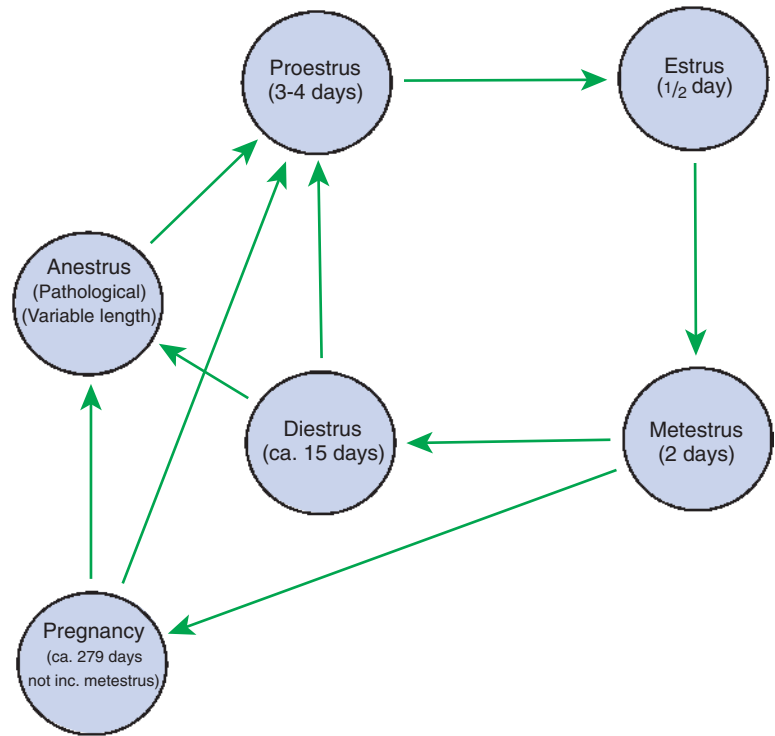 Proestrus
(3-4 days)
Estrus
(1/2 day)
Anestrus
(Pathological)
(Variable length)
Diestrus
(ca. 15 days)
Metestrus
(2 days)
Pregnancy
(ca. 279 days
not inc. metestrus)